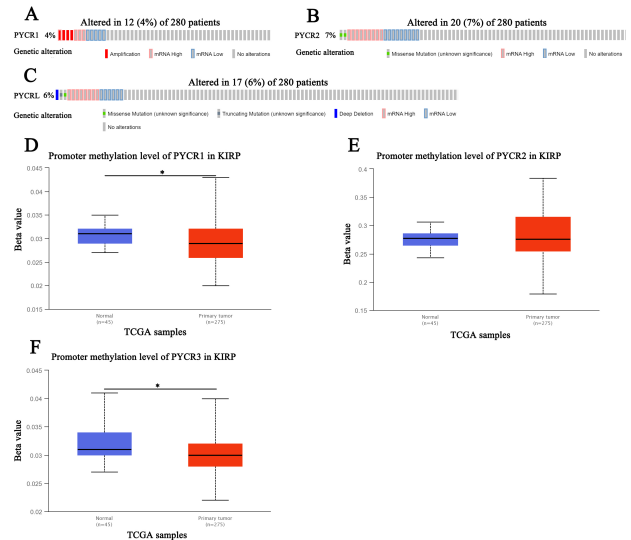 A
Altered in 12 (4%) of 280 patients
PYCR1 4%
Genetic alteration
Amplification mRNA High mRNA Low No alterations
B
Altered in 20 (7%) of 280 patients
PYCR2 7%
Genetic alteration
Missense Mutation (unknown significance) mRNA High mRNA Low No alterations
C
Altered in 17 (6%) of 280 patients
PYCRL 6%
Genetic alteration
Missense Mutation (unknown significance) Truncating Mutation (unknown significance) Deep Deletion mRNA High mRNA Low
No alterations
D
Promoter methylation level of PYCR1 in KIRP
0.045
*
0.04
0.035
0.03
0.025
0.02
0.015
Beta value
Normal
(n=45)
Primary tumor
(n=275)
TCGA samples
E
Promoter methylation level of PYCR2 in KIRP
0.4
0.35
0.3
0.25
0.2
0.15
Beta value
Normal
(n=45)
Primary tumor
(n=275)
TCGA samples
F
Promoter methylation level of PYCR3 in KIRP
0.045
*
0.04
0.035
0.03
0.025
0.02
Beta value
Normal
(n=45)
Primary tumor
(n=275)
TCGA samples